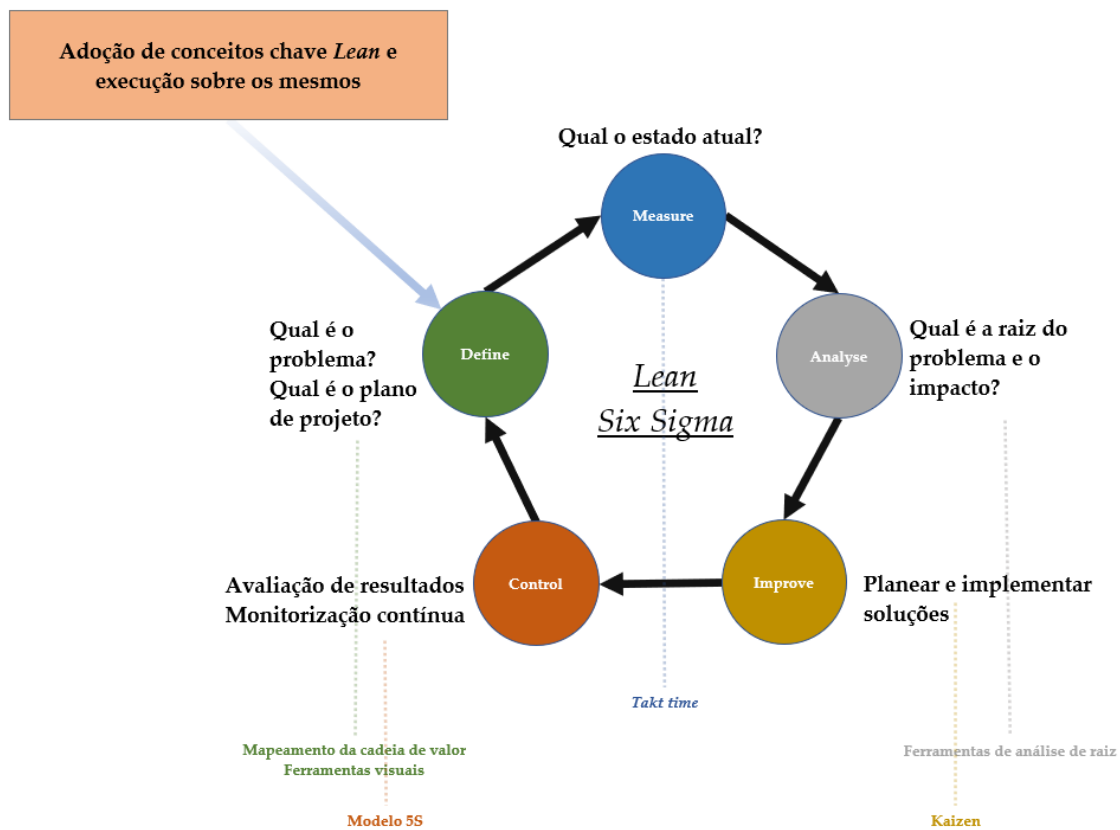 Adoção de conceitos chave Lean e
execução sobre os mesmos
Qual o estado atual?
Measure
Qual é o
problema?
Qual é o plano
de projeto?
Define
Lean
Six Sigma
Analyse
Qual é a raiz do
problema e o
impacto?
Avaliação de resultados
Monitorização contínua
Control
Improve
Planear e implementar
soluções
Takt time
Mapeamento da cadeia de valor
Ferramentas visuais
Ferramentas de análise de raiz
Modelo 5S
Kaizen